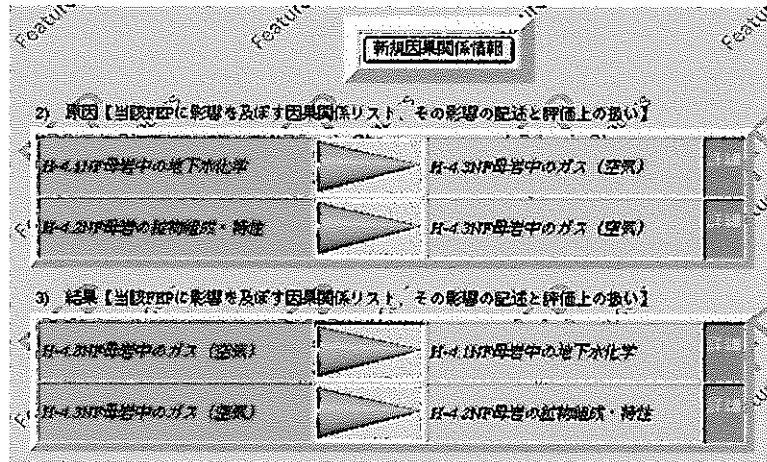 新規因果関係情報
2) 原因【当該FEPに影響を及ぼす因果関係リスト、その影響の記述と評価上の扱い】
H-4.1NF母岩中の地下水化学 H-4.3NF母岩中のガス（空気）
H-4.2NF母岩の鉱物組成・特性 H-4.3NF母岩中のガス（空気）
3) 結果【当該FEPに影響を及ぼす因果関係リスト、その影響の記述と評価上の扱い】
H-4.3NF母岩中のガス（空気） H-4.1NF母岩中の地下水化学
H-4.3NF母岩中のガス（空気） H-4.2NF母岩の鉱物組成・特性